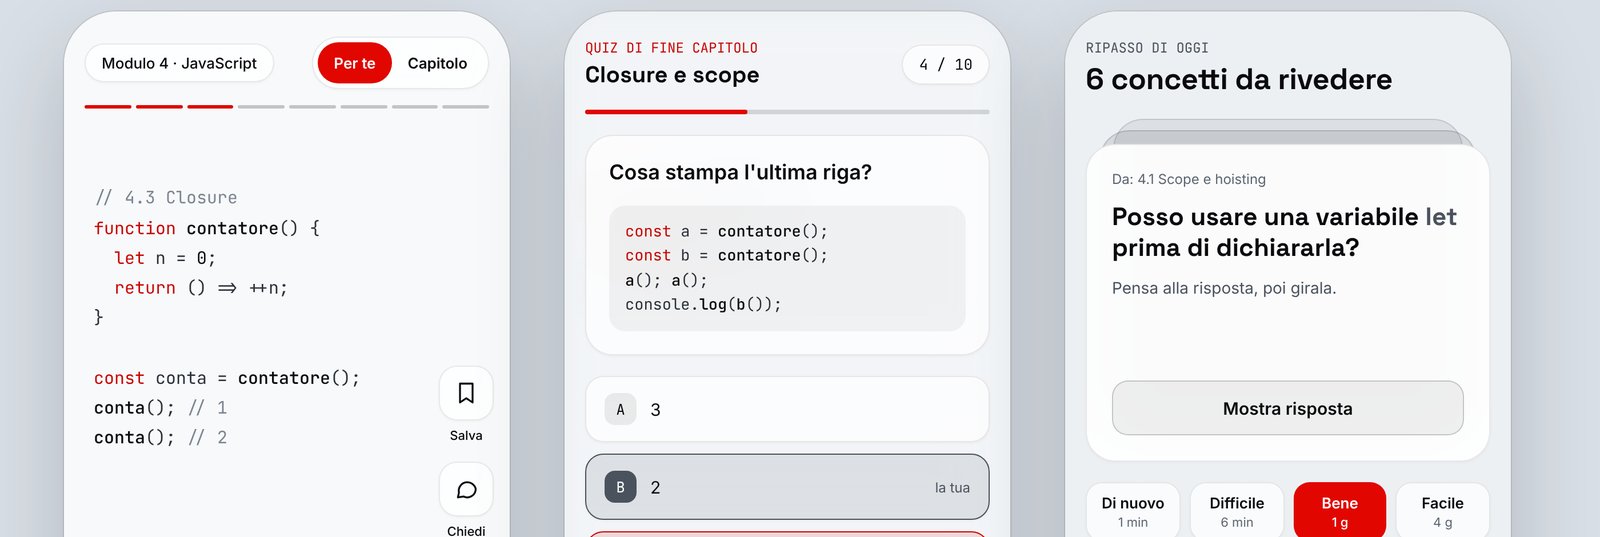 Modulo 4 · JavaScript
Per te
Capitolo
// 4.3 Closure
function contatore() {
let n = 0;
return () => ++n;
}
const conta = contatore();
conta(); // 1
conta(); // 2
Salva
Chiedi
QUIZ DI FINE CAPITOLO
Closure e scope
4 / 10
Cosa stampa l'ultima riga?
const a = contatore();
const b = contatore();
a(); a();
console.log(b());
A 3
B 2 la tua
RIPASSO DI OGGI
6 concetti da rivedere
Da: 4.1 Scope e hoisting
Posso usare una variabile let
prima di dichiararla?
Pensa alla risposta, poi girala.
Mostra risposta
Di nuovo
1 min
Difficile
6 min
Bene
1 g
Facile
4 g